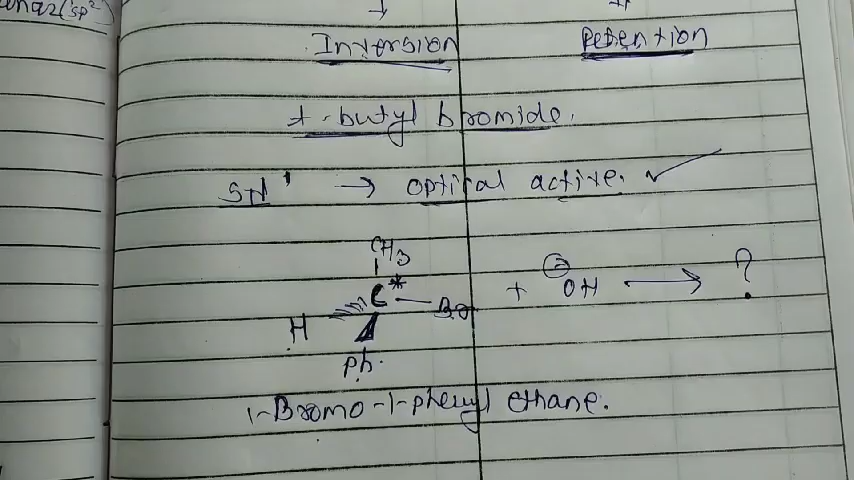 Inversion Retention
t-butyl bromide.
SN1 → optical active. ✓
CH3
C* — Br + ⊖OH → ?
H
Ph.
1-Bromo-1-phenyl ethane.